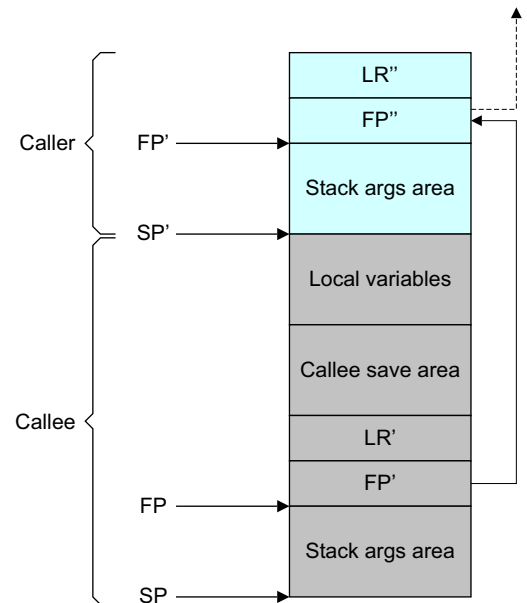 LR’’
FP’’
Caller
FP’
Stack args area
SP’
Local variables
Callee save area
Callee
LR’
FP’
FP
Stack args area
SP